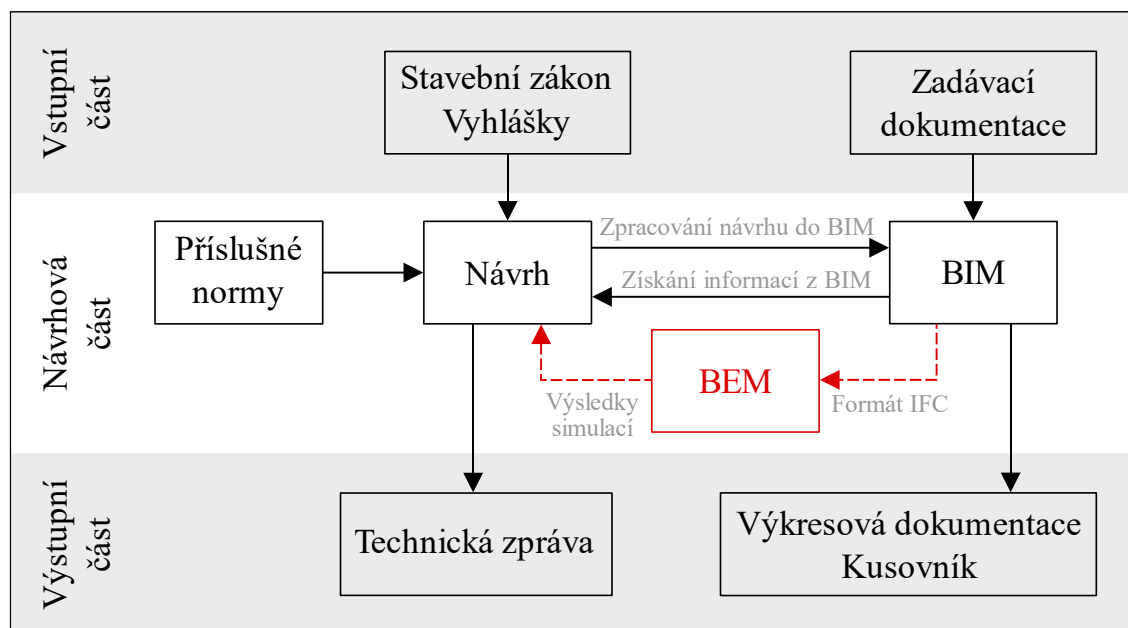 Vstupní
část
Stavební zákon
Vyhlášky
Zadávací
dokumentace
Návrhová
část
Příslušné
normy
Návrh
Zpracování návrhu do BIM
Získání informací z BIM
BIM
BEM
Výsledky
simulací
Formát IFC
Výstupní
část
Technická zpráva
Výkresová dokumentace
Kusovník